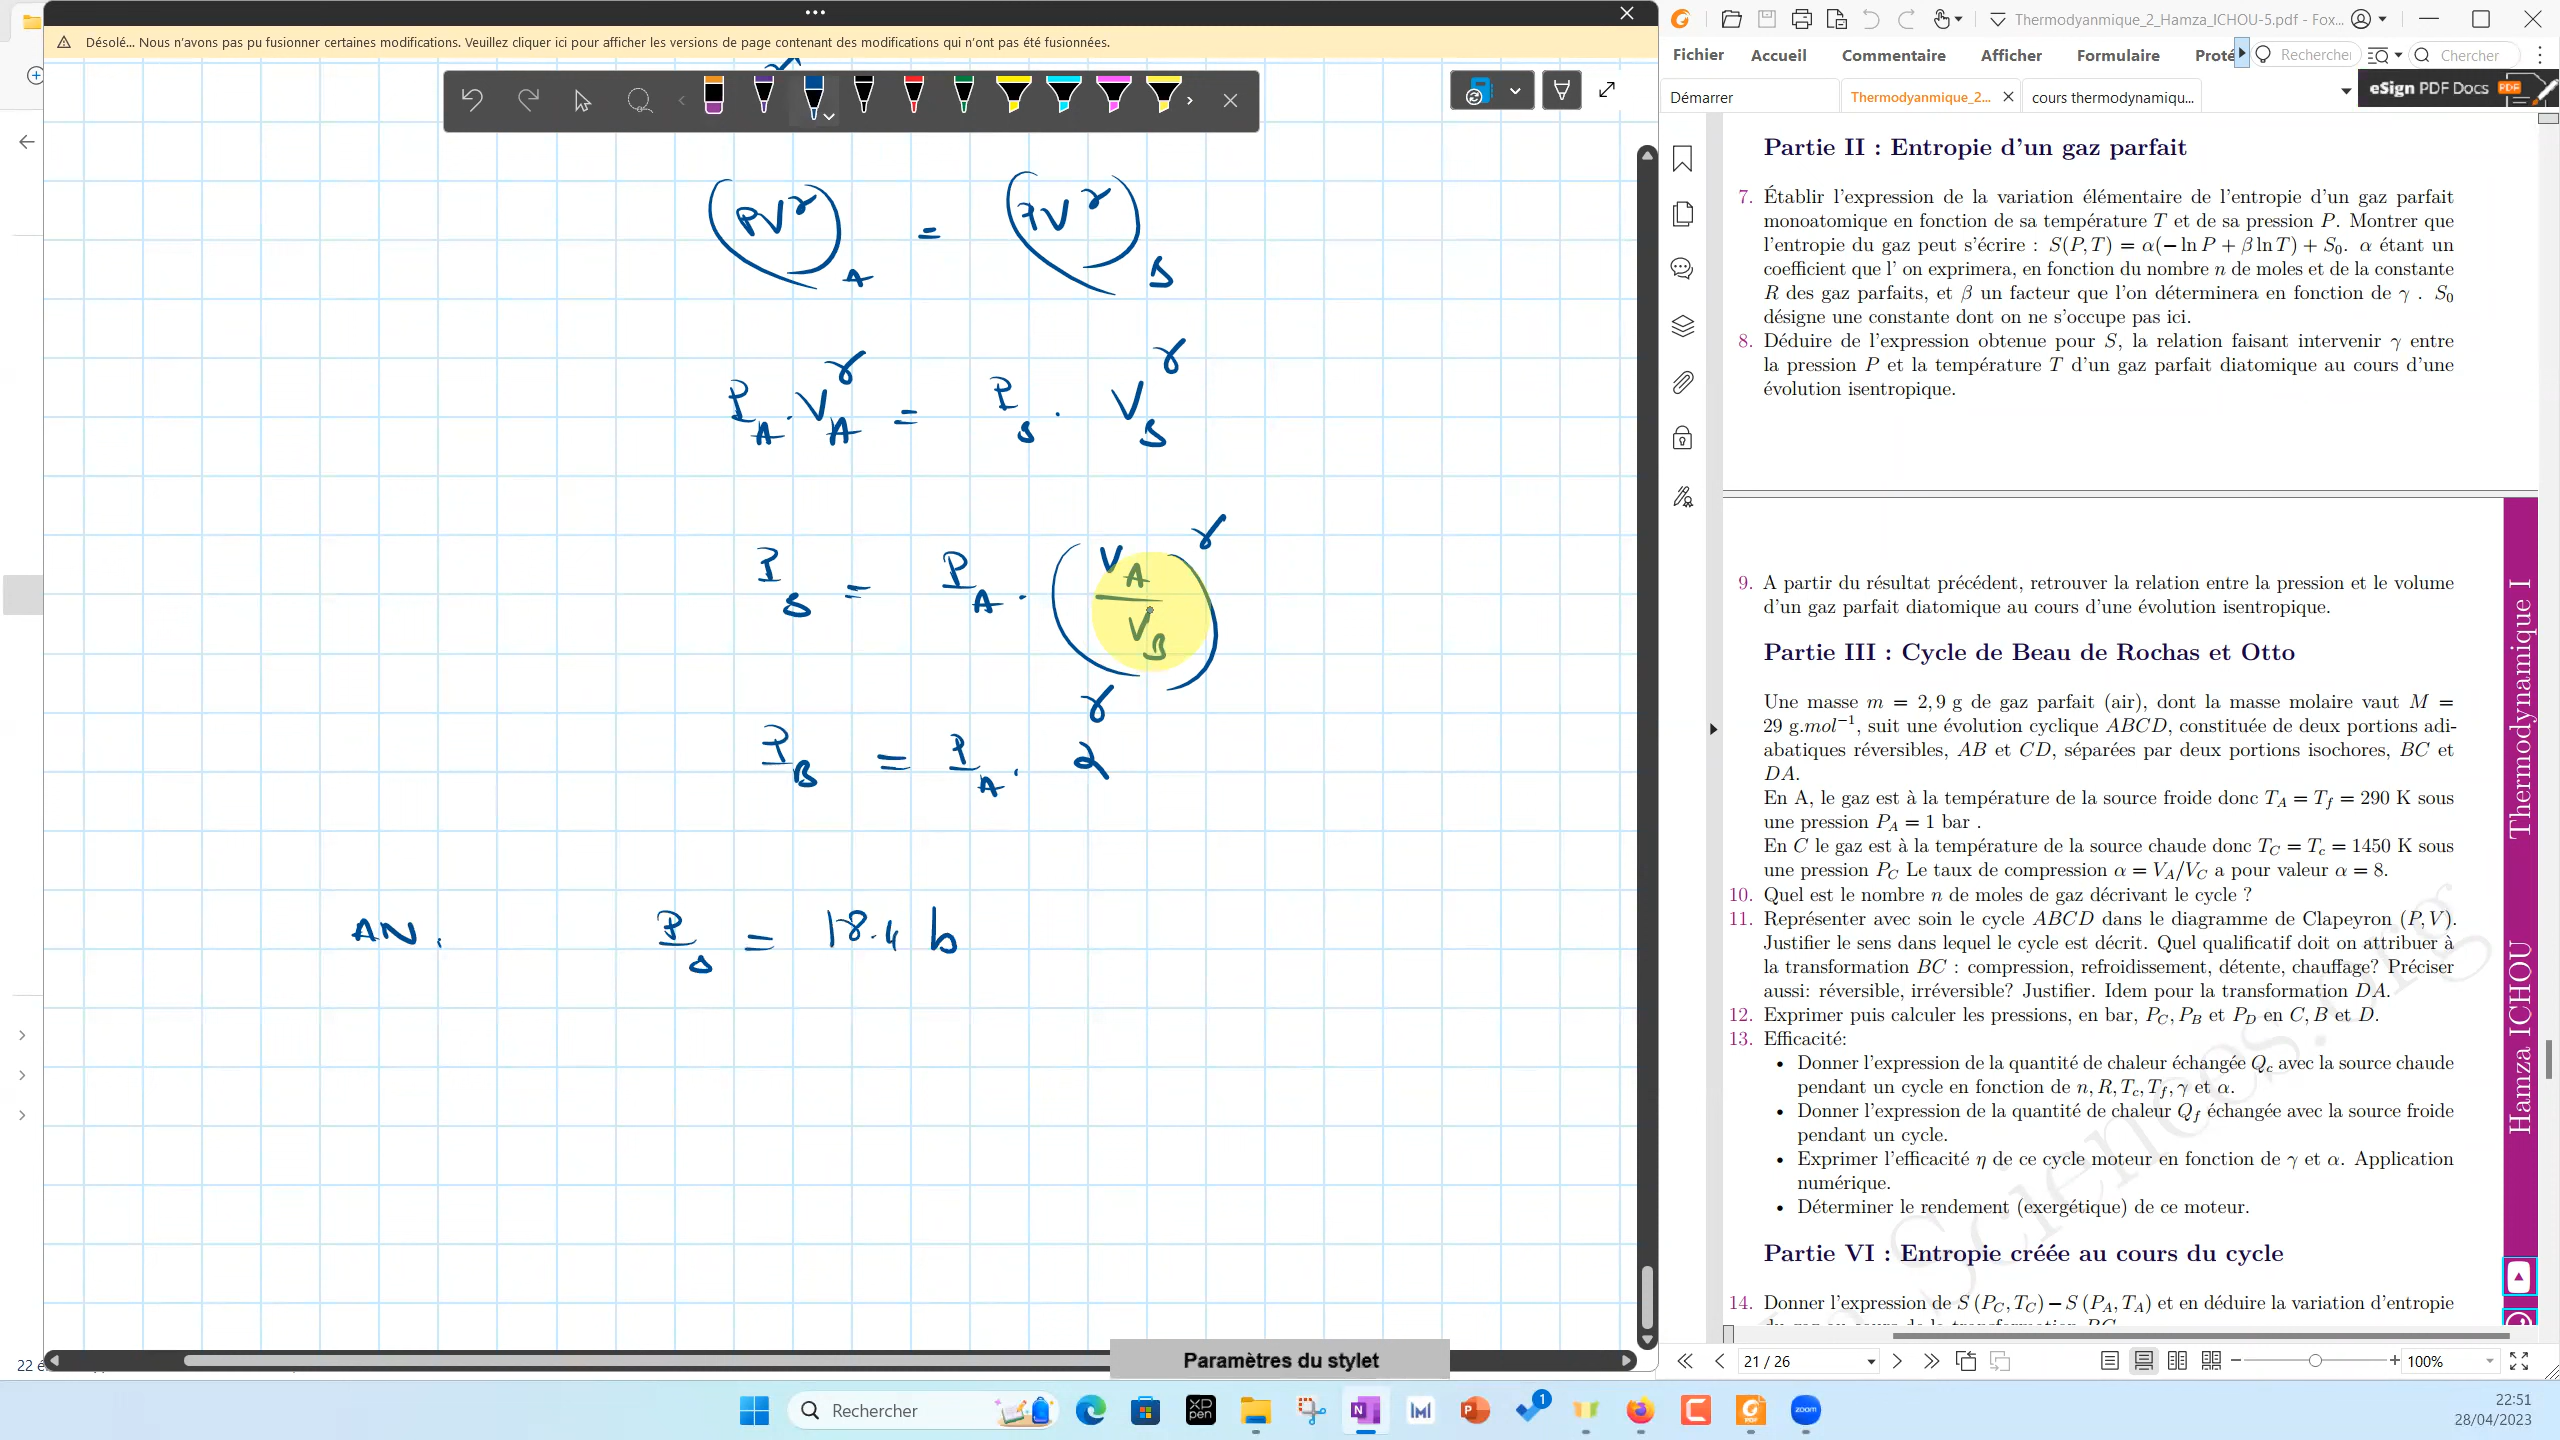 Désolé... Nous n'avons pas pu fusionner certaines modifications. Veuillez cliquer ici pour afficher les versions de page contenant des modifications qui n'ont pas été fusionnées.
(PV^γ)_A = (PV^γ)_B
P_A . V_A^γ = P_B . V_B^γ
P_B = P_A . (V_A / V_B)^γ
P_B = P_A . α^γ
AN. P_B = 18.4 b
22 é
Paramètres du stylet
Thermodyanmique_2_Hamza_ICHOU-5.pdf - Fox...
Fichier Accueil Commentaire Afficher Formulaire Proté Rechercher Chercher
Démarrer Thermodyanmique_2... cours thermodynamiqu... eSign PDF Docs PDF
Partie II : Entropie d'un gaz parfait
7. Établir l'expression de la variation élémentaire de l'entropie d'un gaz parfait
monoatomique en fonction de sa température T et de sa pression P. Montrer que
l'entropie du gaz peut s'écrire : S(P,T) = α(−ln P + β ln T) + S₀. α étant un
coefficient que l' on exprimera, en fonction du nombre n de moles et de la constante
R des gaz parfaits, et β un facteur que l'on déterminera en fonction de γ . S₀
désigne une constante dont on ne s'occupe pas ici.
8. Déduire de l'expression obtenue pour S, la relation faisant intervenir γ entre
la pression P et la température T d'un gaz parfait diatomique au cours d'une
évolution isentropique.
9. A partir du résultat précédent, retrouver la relation entre la pression et le volume
d'un gaz parfait diatomique au cours d'une évolution isentropique.
Partie III : Cycle de Beau de Rochas et Otto
Une masse m = 2,9 g de gaz parfait (air), dont la masse molaire vaut M =
29 g.mol⁻¹, suit une évolution cyclique ABCD, constituée de deux portions adi-
abatiques réversibles, AB et CD, séparées par deux portions isochores, BC et
DA.
En A, le gaz est à la température de la source froide donc T_A = T_f = 290 K sous
une pression P_A = 1 bar .
En C le gaz est à la température de la source chaude donc T_C = T_c = 1450 K sous
une pression P_C Le taux de compression α = V_A/V_C a pour valeur α = 8.
10. Quel est le nombre n de moles de gaz décrivant le cycle ?
11. Représenter avec soin le cycle ABCD dans le diagramme de Clapeyron (P,V).
Justifier le sens dans lequel le cycle est décrit. Quel qualificatif doit on attribuer à
la transformation BC : compression, refroidissement, détente, chauffage? Préciser
aussi: réversible, irréversible? Justifier. Idem pour la transformation DA.
12. Exprimer puis calculer les pressions, en bar, P_C, P_B et P_D en C, B et D.
13. Efficacité:
• Donner l'expression de la quantité de chaleur échangée Q_c avec la source chaude
pendant un cycle en fonction de n, R, T_c, T_f, γ et α.
• Donner l'expression de la quantité de chaleur Q_f échangée avec la source froide
pendant un cycle.
• Exprimer l'efficacité η de ce cycle moteur en fonction de γ et α. Application
numérique.
• Déterminer le rendement (exergétique) de ce moteur.
Partie VI : Entropie créée au cours du cycle
14. Donner l'expression de S (P_C, T_C) − S (P_A, T_A) et en déduire la variation d'entropie
Thermodynamique I
Hamza ICHOU
Sciences.org
21 / 26 100%
Rechercher XD pen 1 zoom
22:51
28/04/2023